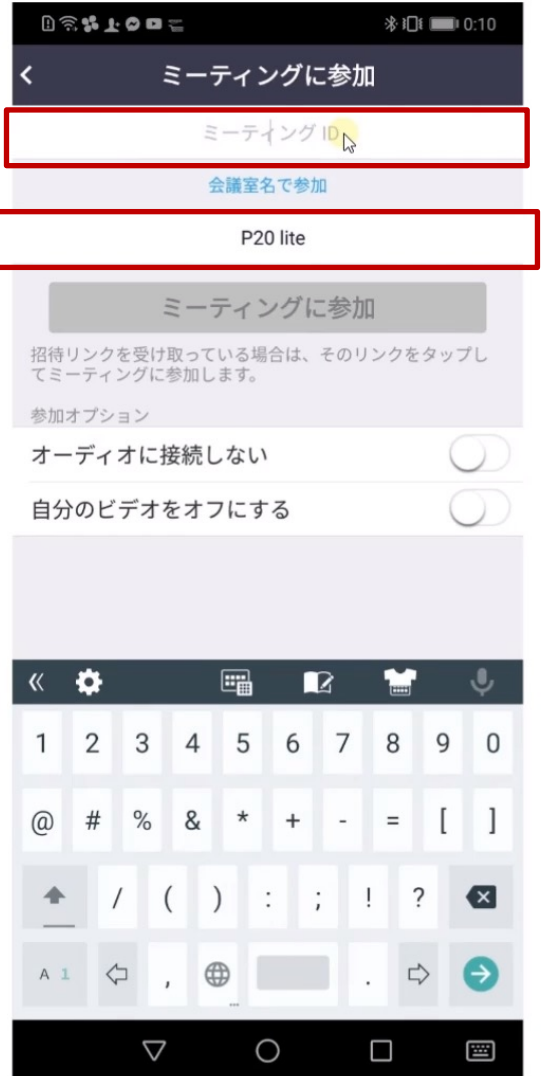 0:10
ミーティングに参加
ミーティング ID
会議室名で参加
P20 lite
ミーティングに参加
招待リンクを受け取っている場合は、そのリンクをタップし
てミーティングに参加します。
参加オプション
オーディオに接続しない
自分のビデオをオフにする
1 2 3 4 5 6 7 8 9 0
@ # % & * + - = [ ]
/ ( ) : ; ! ?
A 1 , .